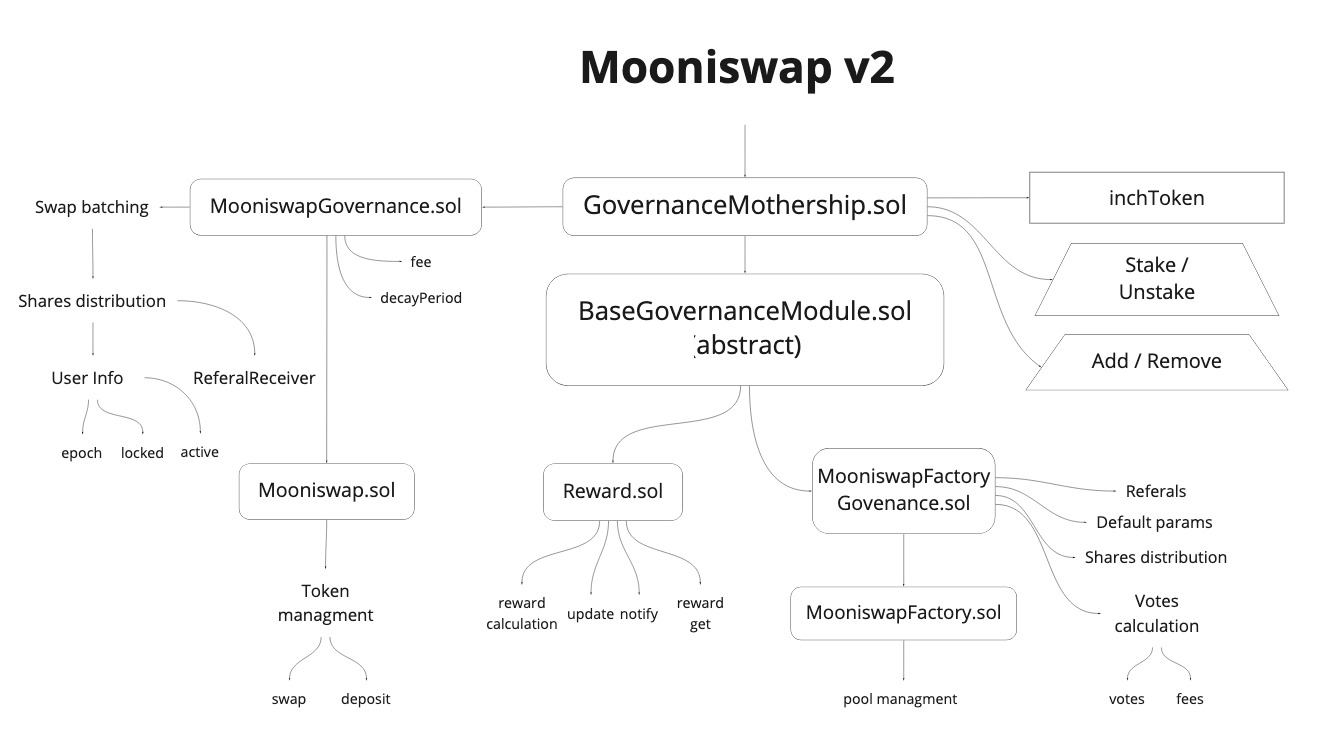 Mooniswap v2
Swap batching
MooniswapGovernance.sol
GovernanceMothership.sol
inchToken
fee
decayPeriod
Stake /
Unstake
Shares distribution
BaseGovernanceModule.sol
(abstract)
Add / Remove
User Info
ReferalReceiver
epoch
locked
active
Mooniswap.sol
Reward.sol
MooniswapFactory
Govenance.sol
Referals
Default params
Shares distribution
Token
managment
reward
calculation
update
notify
reward
get
MooniswapFactory.sol
Votes
calculation
swap
deposit
pool managment
votes
fees